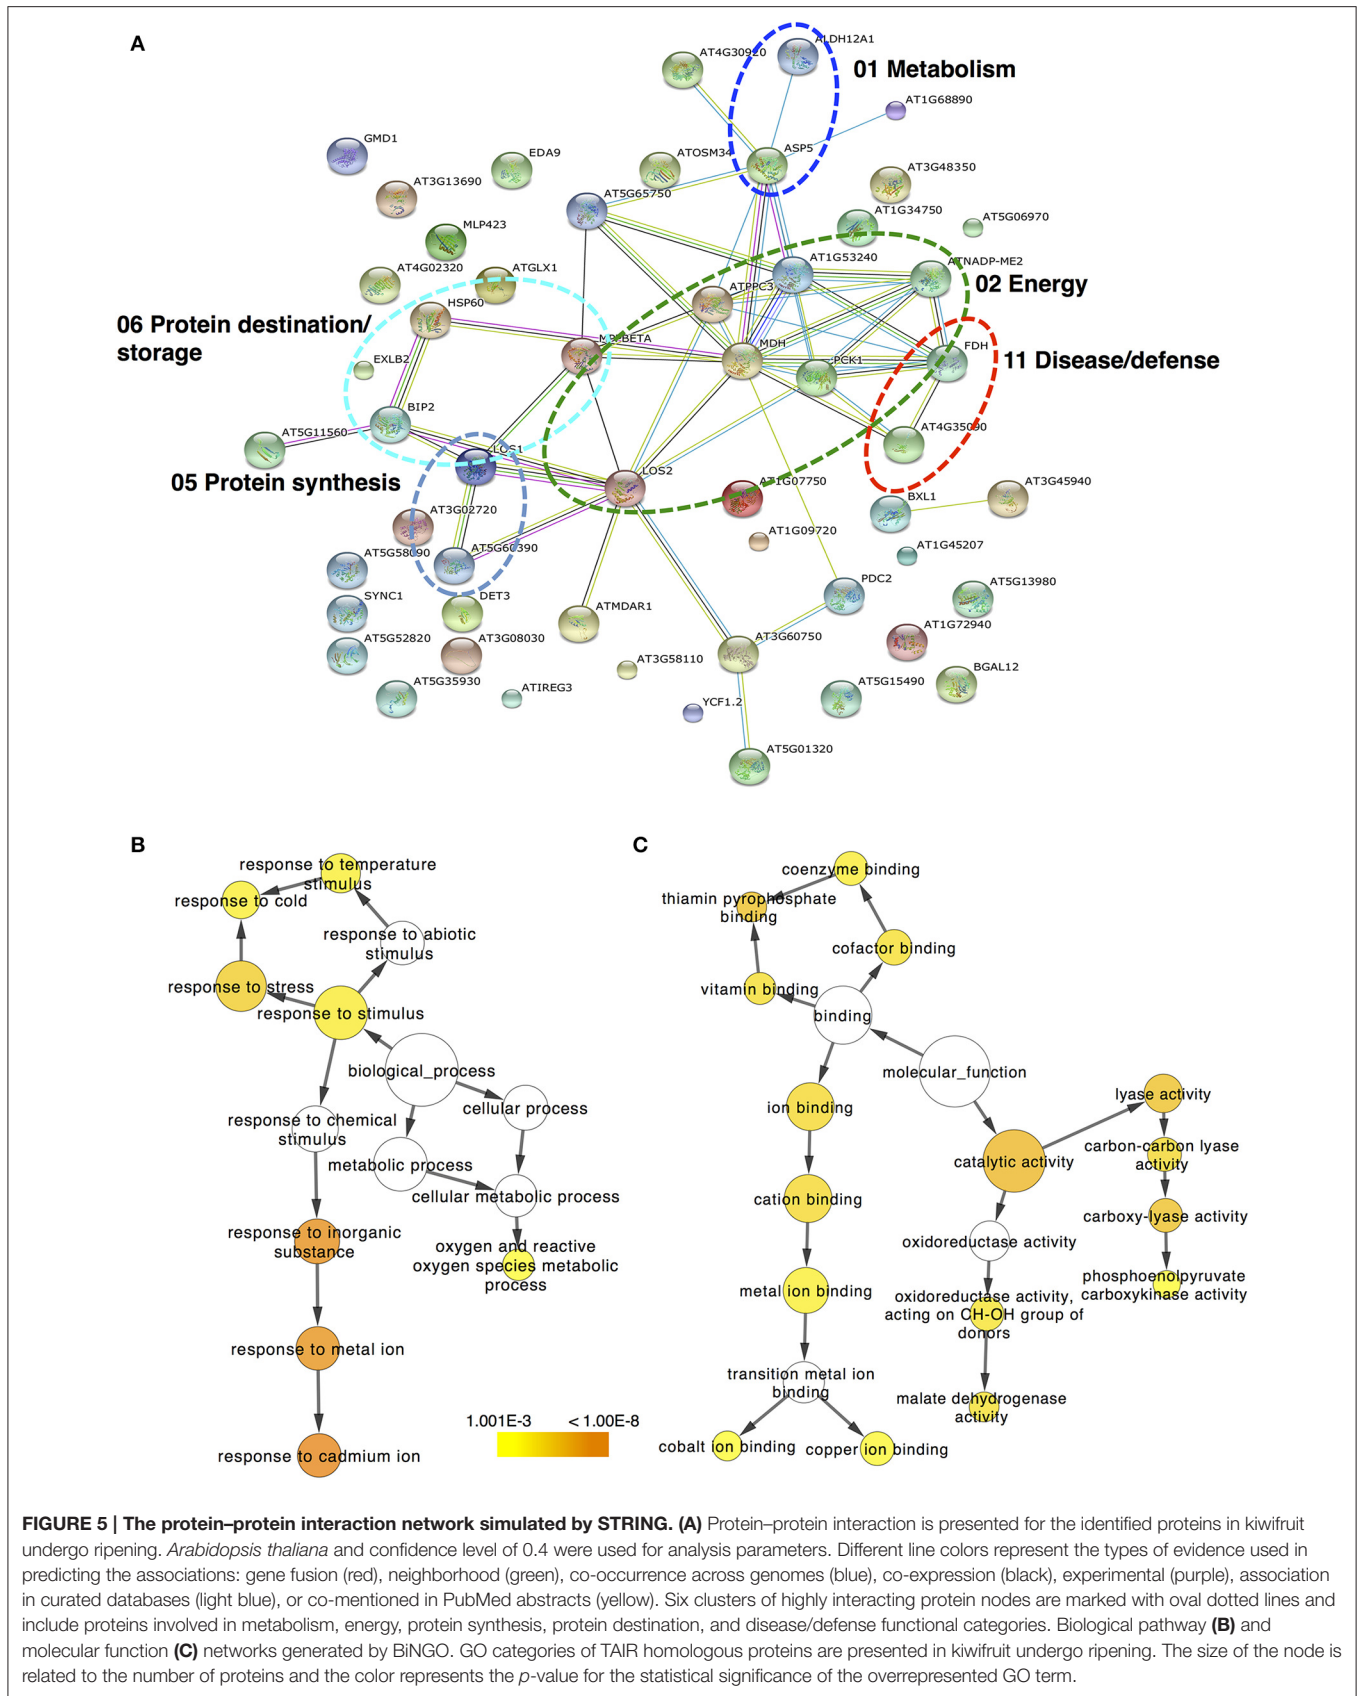 A
AT4G30920
ALDH12A1
01 Metabolism
AT1G68890
GMD1
EDA9
ATOSM34
ASP5
AT3G48350
AT3G13690
AT5G65750
AT1G34750
AT5G06970
MLP423
AT4G02320
ATGLX1
AT1G53240
ATNADP-ME2
02 Energy
HSP60
ATPPC3
06 Protein destination/
storage
MPPBETA
MDH
PCK1
FDH
11 Disease/defense
EXLB2
BIP2
AT5G11560
AT4G35090
LOS1
05 Protein synthesis
LOS2
AT1G07750
BXL1
AT3G45940
AT3G02720
AT1G09720
AT5G58090
AT5G60390
AT1G45207
PDC2
AT5G13980
SYNC1
DET3
ATMDAR1
AT1G72940
AT5G52820
AT3G08030
AT3G60750
AT3G58110
BGAL12
AT5G35930
ATIREG3
YCF1.2
AT5G15490
AT5G01320
B
response to temperature
stimulus
response to cold
response to abiotic
stimulus
response to stress
response to stimulus
biological_process
cellular process
response to chemical
stimulus
metabolic process
cellular metabolic process
response to inorganic
substance
oxygen and reactive
oxygen species metabolic
process
response to metal ion
response to cadmium ion
1.001E-3
< 1.00E-8
C
coenzyme binding
thiamin pyrophosphate
binding
cofactor binding
vitamin binding
binding
molecular_function
ion binding
lyase activity
catalytic activity
carbon-carbon lyase
activity
cation binding
carboxy-lyase activity
oxidoreductase activity
metal ion binding
phosphoenolpyruvate
carboxykinase activity
oxidoreductase activity,
acting on CH-OH group of
donors
transition metal ion
binding
malate dehydrogenase
activity
cobalt ion binding
copper ion binding
FIGURE 5 | The protein–protein interaction network simulated by STRING. (A) Protein–protein interaction is presented for the identified proteins in kiwifruit
undergo ripening. Arabidopsis thaliana and confidence level of 0.4 were used for analysis parameters. Different line colors represent the types of evidence used in
predicting the associations: gene fusion (red), neighborhood (green), co-occurrence across genomes (blue), co-expression (black), experimental (purple), association
in curated databases (light blue), or co-mentioned in PubMed abstracts (yellow). Six clusters of highly interacting protein nodes are marked with oval dotted lines and
include proteins involved in metabolism, energy, protein synthesis, protein destination, and disease/defense functional categories. Biological pathway (B) and
molecular function (C) networks generated by BiNGO. GO categories of TAIR homologous proteins are presented in kiwifruit undergo ripening. The size of the node is
related to the number of proteins and the color represents the p-value for the statistical significance of the overrepresented GO term.